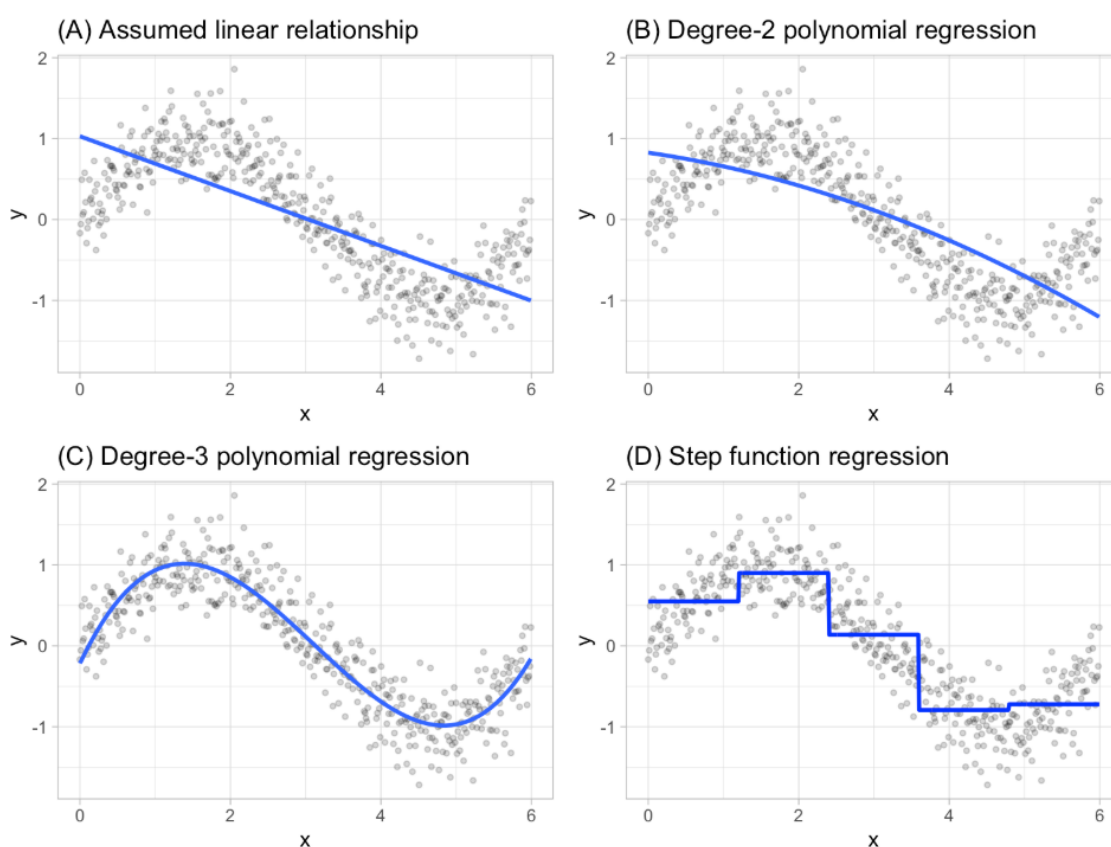 (A) Assumed linear relationship
2
1
0
-1
y
0 2 4 6
x
(B) Degree-2 polynomial regression
2
1
0
-1
y
0 2 4 6
x
(C) Degree-3 polynomial regression
2
1
0
-1
y
0 2 4 6
x
(D) Step function regression
2
1
0
-1
y
0 2 4 6
x